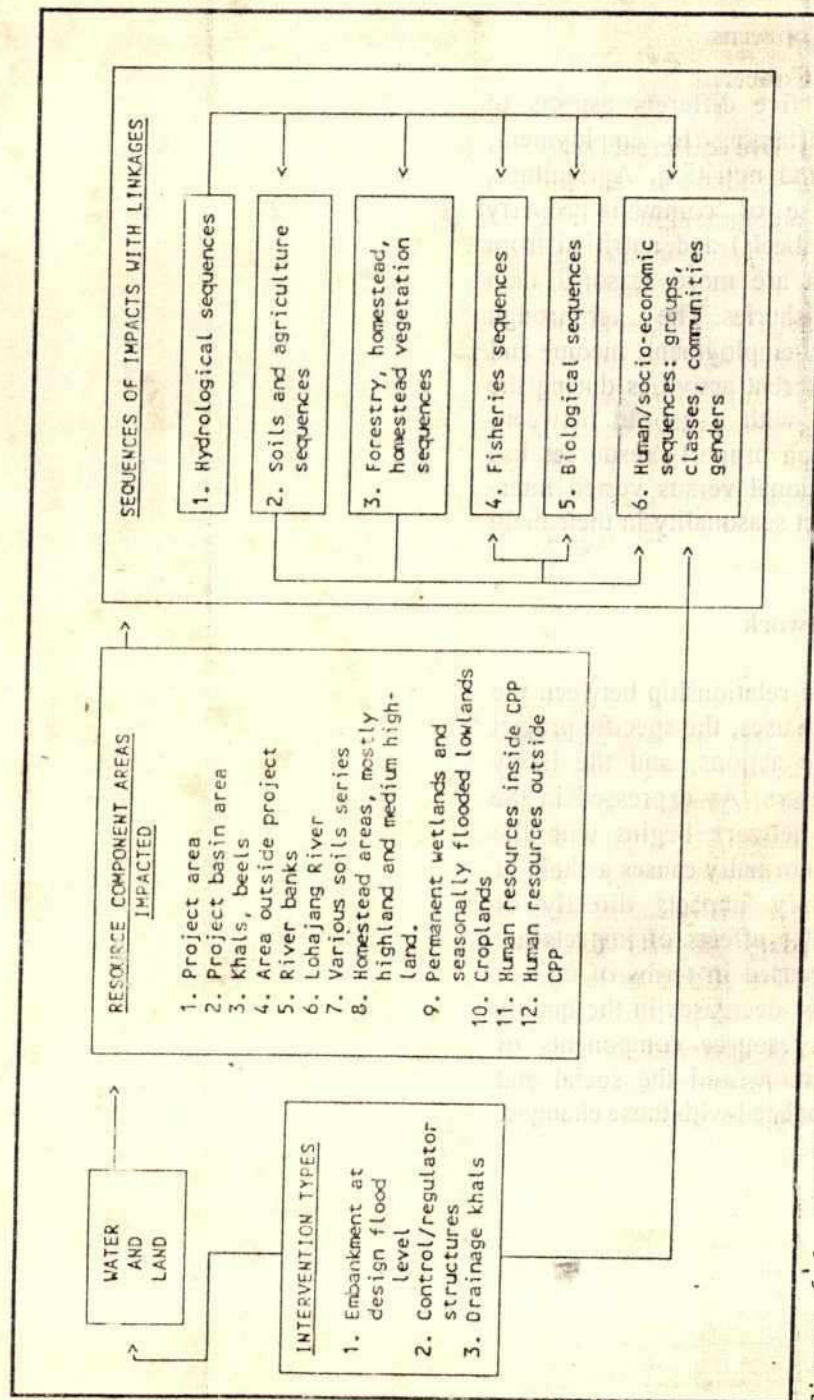 WATER
AND
LAND
INTERVENTION TYPES
1. Embankment at
design flood
level
2. Control/regulator
structures
3. Drainage khals
RESOURCE COMPONENT AREAS
IMPACTED
1. Project area
2. Project basin area
3. Khals, beels
4. Area outside project
5. River banks
6. Lohajang River
7. Various soils series
8. Homestead areas, mostly
highland and medium high-
land.
9. Permanent wetlands and
seasonally flooded lowlands
10. Croplands
11. Human resources inside CPP
12. Human resources outside
CPP
SEQUENCES OF IMPACTS WITH LINKAGES
1. Hydrological sequences
2. Soils and agriculture
sequences
3. Forestry, homestead,
homestead vegetation
sequences
4. Fisheries sequences
5. Biological sequences
6. Human/socio-economic
sequences: groups,
classes, communities
genders